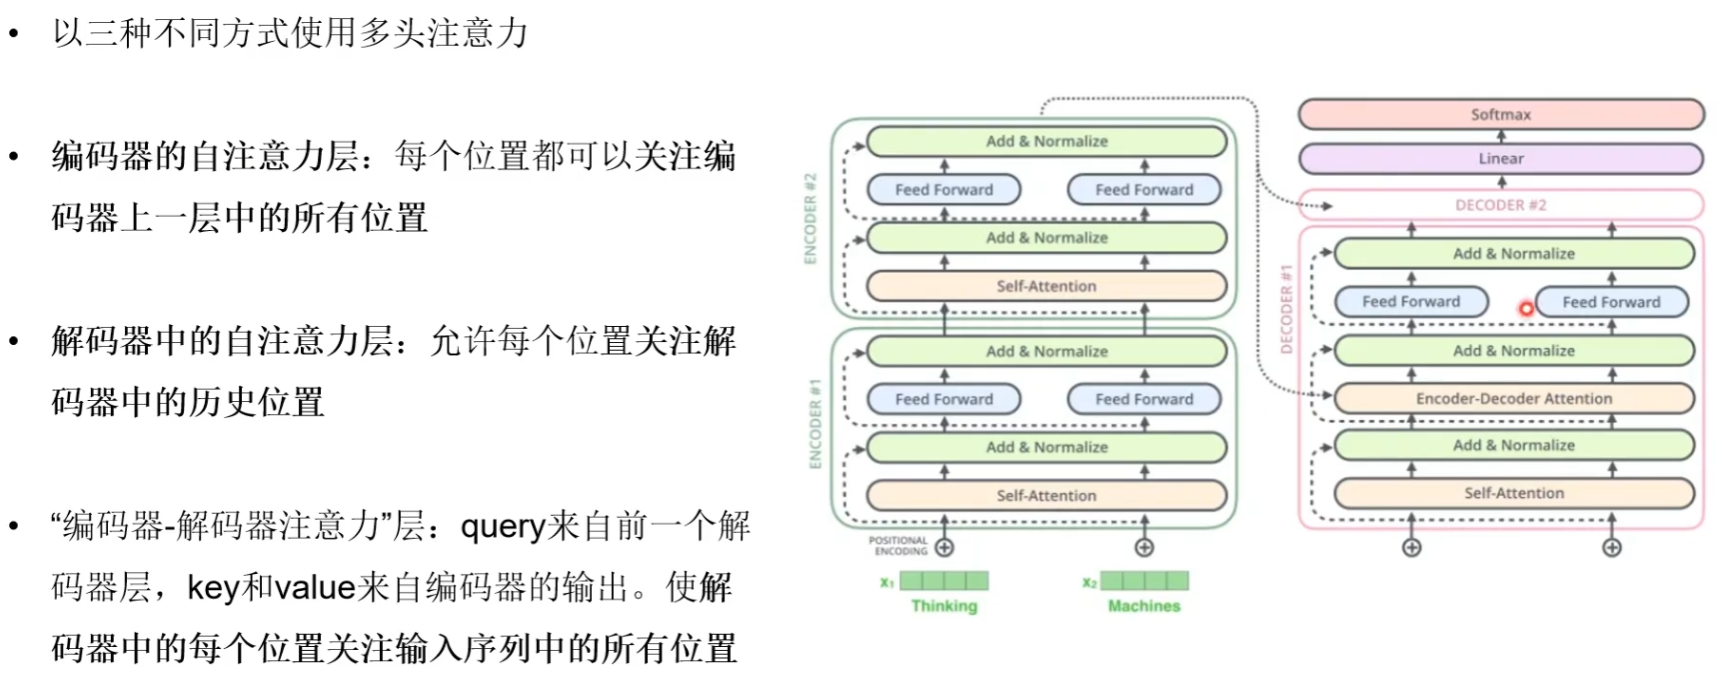 • 以三种不同方式使用多头注意力
• 编码器的自注意力层：每个位置都可以关注编
码器上一层中的所有位置
• 解码器中的自注意力层：允许每个位置关注解
码器中的历史位置
• “编码器-解码器注意力”层：query来自前一个解
码器层，key和value来自编码器的输出。使解
码器中的每个位置关注输入序列中的所有位置
ENCODER #2
Add & Normalize
Feed Forward Feed Forward
Add & Normalize
Self-Attention
ENCODER #1
Add & Normalize
Feed Forward Feed Forward
Add & Normalize
Self-Attention
POSITIONAL
ENCODING
x1 x2
Thinking Machines
Softmax
Linear
DECODER #2
DECODER #1
Add & Normalize
Feed Forward Feed Forward
Add & Normalize
Encoder-Decoder Attention
Add & Normalize
Self-Attention